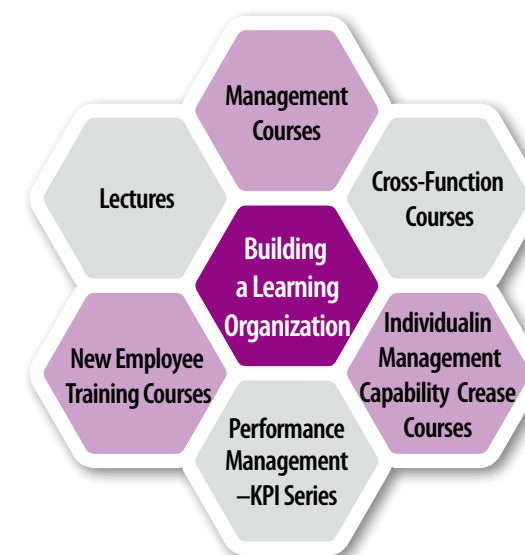 Management
Courses
Lectures
Cross-Function
Courses
Building
a Learning
Organization
New Employee
Training Courses
Individualin
Management
Capability Crease
Courses
Performance
Management
–KPI Series